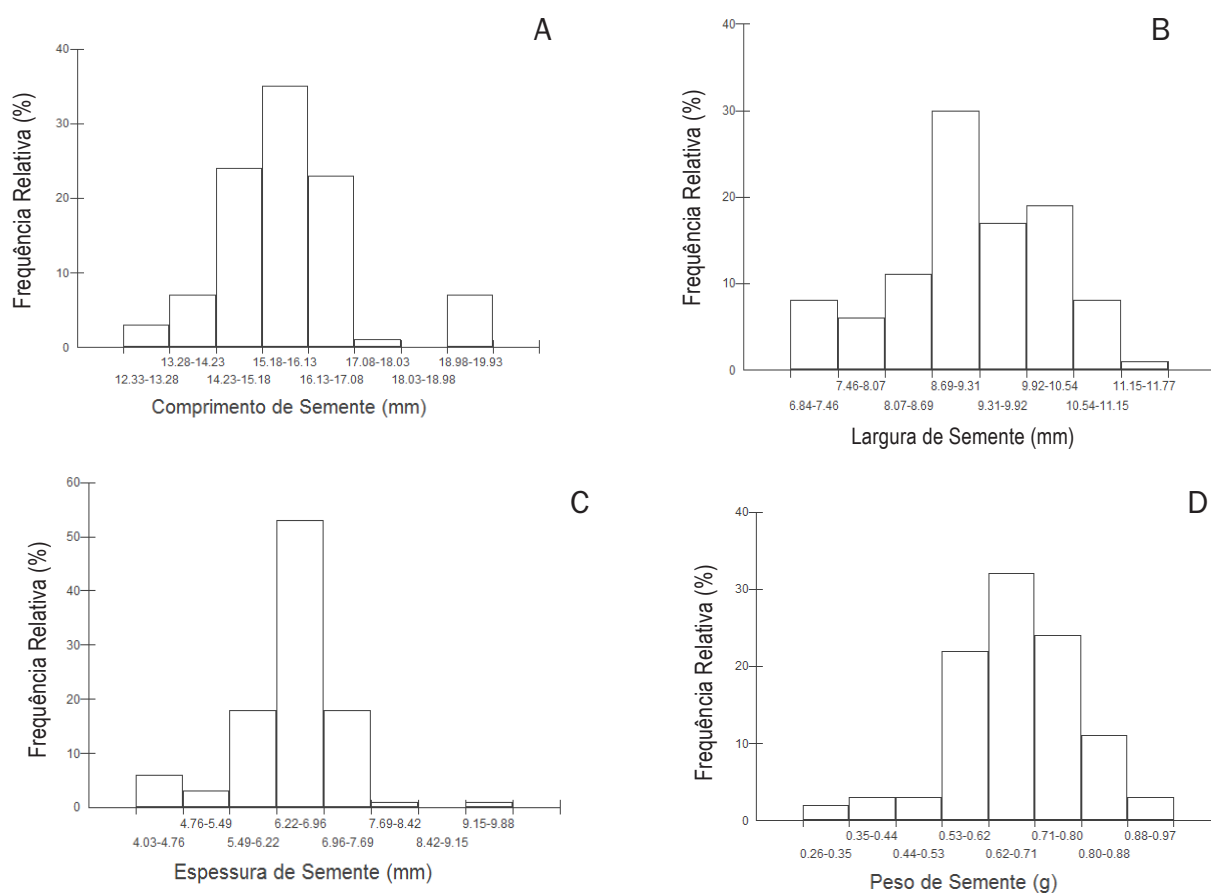 A
Frequência Relativa (%)
40
30
20
10
0
13.28-14.23 15.18-16.13 17.08-18.03 18.98-19.93
12.33-13.28 14.23-15.18 16.13-17.08 18.03-18.98
Comprimento de Semente (mm)
B
Frequência Relativa (%)
40
30
20
10
0
7.46-8.07 8.69-9.31 9.92-10.54 11.15-11.77
6.84-7.46 8.07-8.69 9.31-9.92 10.54-11.15
Largura de Semente (mm)
C
Frequência Relativa (%)
60
50
40
30
20
10
0
4.76-5.49 6.22-6.96 7.69-8.42 9.15-9.88
4.03-4.76 5.49-6.22 6.96-7.69 8.42-9.15
Espessura de Semente (mm)
D
Frequência Relativa (%)
40
30
20
10
0
0.35-0.44 0.53-0.62 0.71-0.80 0.88-0.97
0.26-0.35 0.44-0.53 0.62-0.71 0.80-0.88
Peso de Semente (g)